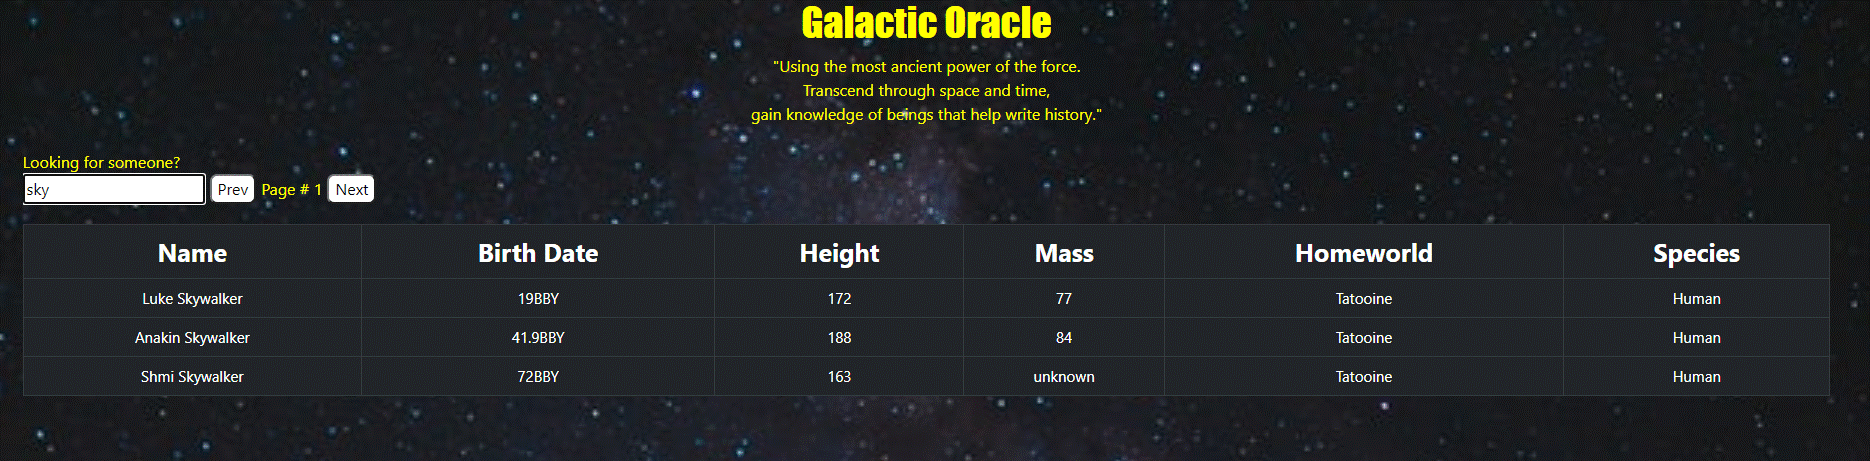 Galactic Oracle
"Using the most ancient power of the force.
Transcend through space and time,
gain knowledge of beings that help write history."
Looking for someone?
sky Prev Page # 1 Next
Name Birth Date Height Mass Homeworld Species
Luke Skywalker 19BBY 172 77 Tatooine Human
Anakin Skywalker 41.9BBY 188 84 Tatooine Human
Shmi Skywalker 72BBY 163 unknown Tatooine Human